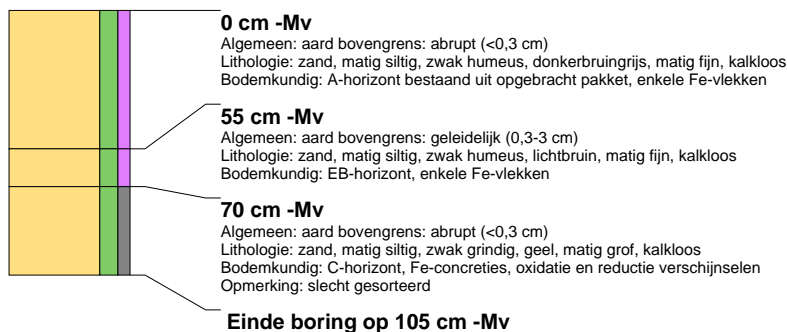 0 cm -Mv
Algemeen: aard bovengrens: abrupt (<0,3 cm)
Lithologie: zand, matig siltig, zwak humeus, donkerbruingrijs, matig fijn, kalkloos
Bodemkundig: A-horizont bestaand uit opgebracht pakket, enkele Fe-vlekken
55 cm -Mv
Algemeen: aard bovengrens: geleidelijk (0,3-3 cm)
Lithologie: zand, matig siltig, zwak humeus, lichtbruin, matig fijn, kalkloos
Bodemkundig: EB-horizont, enkele Fe-vlekken
70 cm -Mv
Algemeen: aard bovengrens: abrupt (<0,3 cm)
Lithologie: zand, matig siltig, zwak grindig, geel, matig grof, kalkloos
Bodemkundig: C-horizont, Fe-concreties, oxidatie en reductie verschijnselen
Opmerking: slecht gesorteerd
Einde boring op 105 cm -Mv